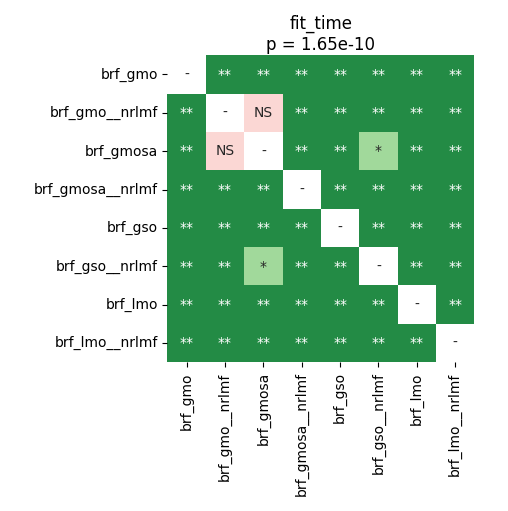 fit_time
p = 1.65e-10
brf_gmo - ** ** ** ** ** ** **
brf_gmo__nrlmf ** - NS ** ** ** ** **
brf_gmosa ** NS - ** ** * ** **
brf_gmosa__nrlmf ** ** ** - ** ** ** **
brf_gso ** ** ** ** - ** ** **
brf_gso__nrlmf ** ** * ** ** - ** **
brf_lmo ** ** ** ** ** ** - **
brf_lmo__nrlmf ** ** ** ** ** ** ** -
brf_gmo
brf_gmo__nrlmf
brf_gmosa
brf_gmosa__nrlmf
brf_gso
brf_gso__nrlmf
brf_lmo
brf_lmo__nrlmf